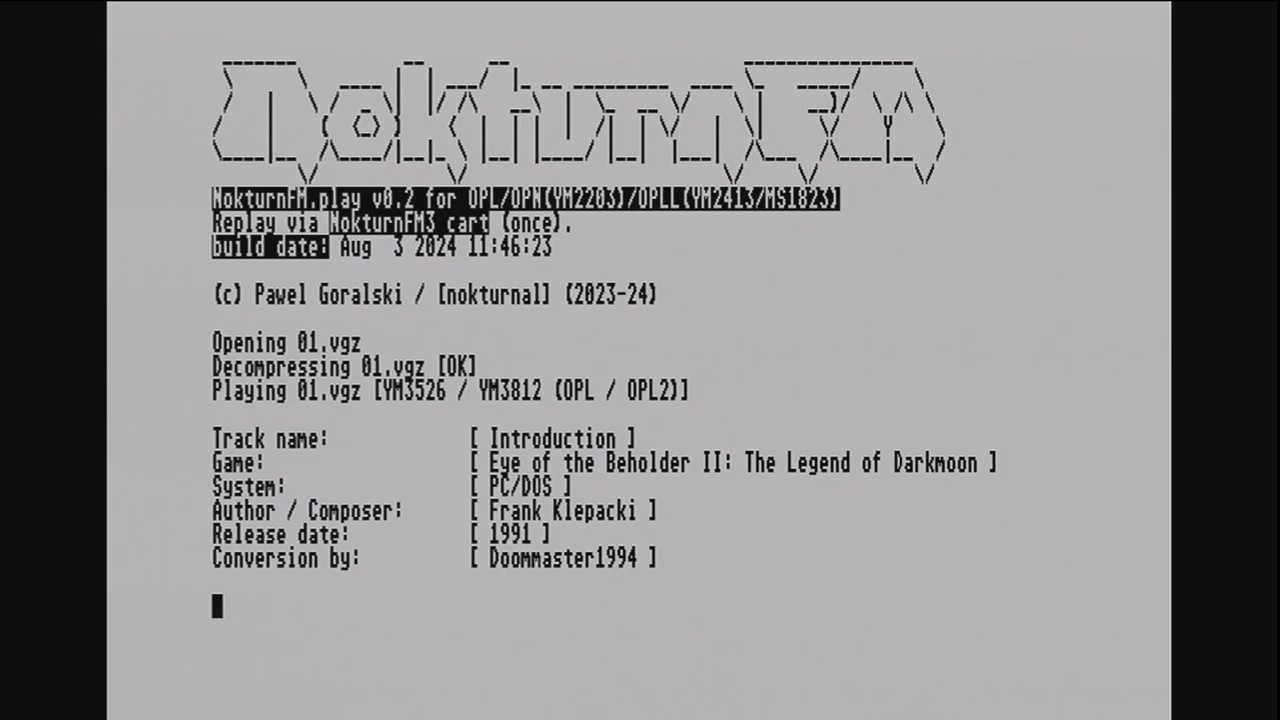 NokturnFM
NokturnFM.play v0.2 for OPL/OPN(YM2203)/OPLL(YM2413/MS1823)
Replay via NokturnFM3 cart (once).
build date: Aug  3 2024 11:46:23
(c) Pawel Goralski / [nokturnal] (2023-24)
Opening 01.vgz
Decompressing 01.vgz [OK]
Playing 01.vgz [YM3526 / YM3812 (OPL / OPL2)]
Track name: [ Introduction ]
Game: [ Eye of the Beholder II: The Legend of Darkmoon ]
System: [ PC/DOS ]
Author / Composer: [ Frank Klepacki ]
Release date: [ 1991 ]
Conversion by: [ Doommaster1994 ]